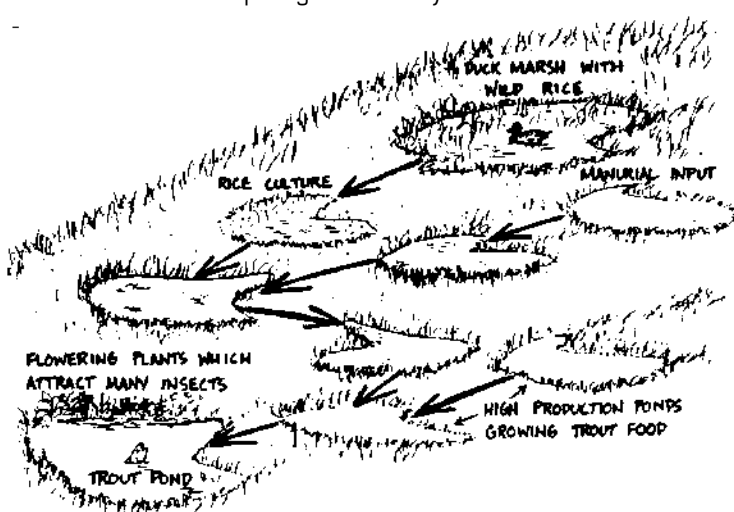 DUCK MARSH WITH
WILD RICE
RICE CULTURE
MANURIAL INPUT
FLOWERING PLANTS WHICH
ATTRACT MANY INSECTS
HIGH PRODUCTION PONDS
GROWING TROUT FOOD
TROUT POND